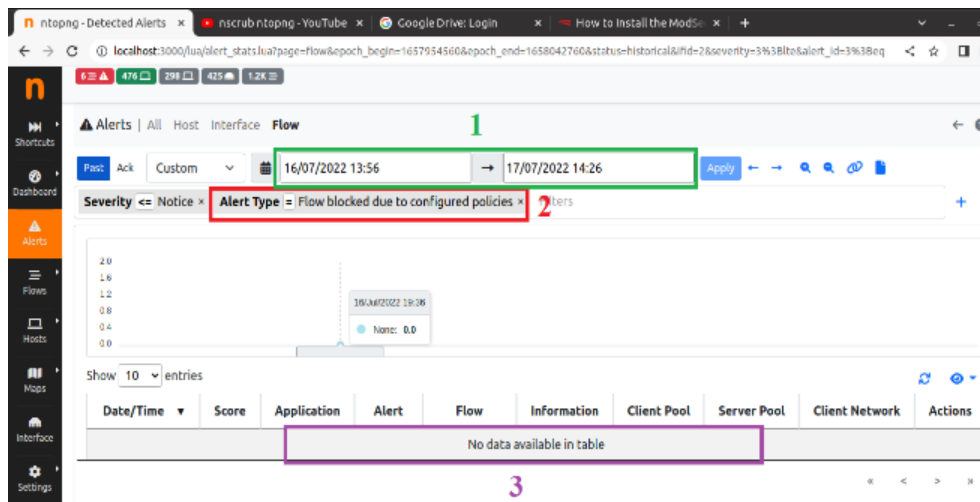 ntopng - Detected Alerts × nscrub ntopng - YouTube × Google Drive: Login × How to Install the ModSe × +
localhost:3000/lua/alert_stats.lua?page=flow&epoch_begin=1657954560&epoch_end=1658042760&status=historical&ifid=2&severity=3%3Blte&alert_id=3%3Beq
n 6 476 298 425 1.2K
Alerts | All Host Interface Flow
1
Shortcuts
Past Ack Custom 16/07/2022 13:56 → 17/07/2022 14:26 Apply ← →
Dashboard
Severity <= Notice × Alert Type = Flow blocked due to configured policies × 2
Alerts
2.0
1.6
1.2
0.8
0.4
0.0
16/Jul/2022 19:36
None: 0.0
Flows
Hosts
Maps
Interface
Settings
Show 10 entries
Date/Time ▼ Score Application Alert Flow Information Client Pool Server Pool Client Network Actions
No data available in table
3
« < > »